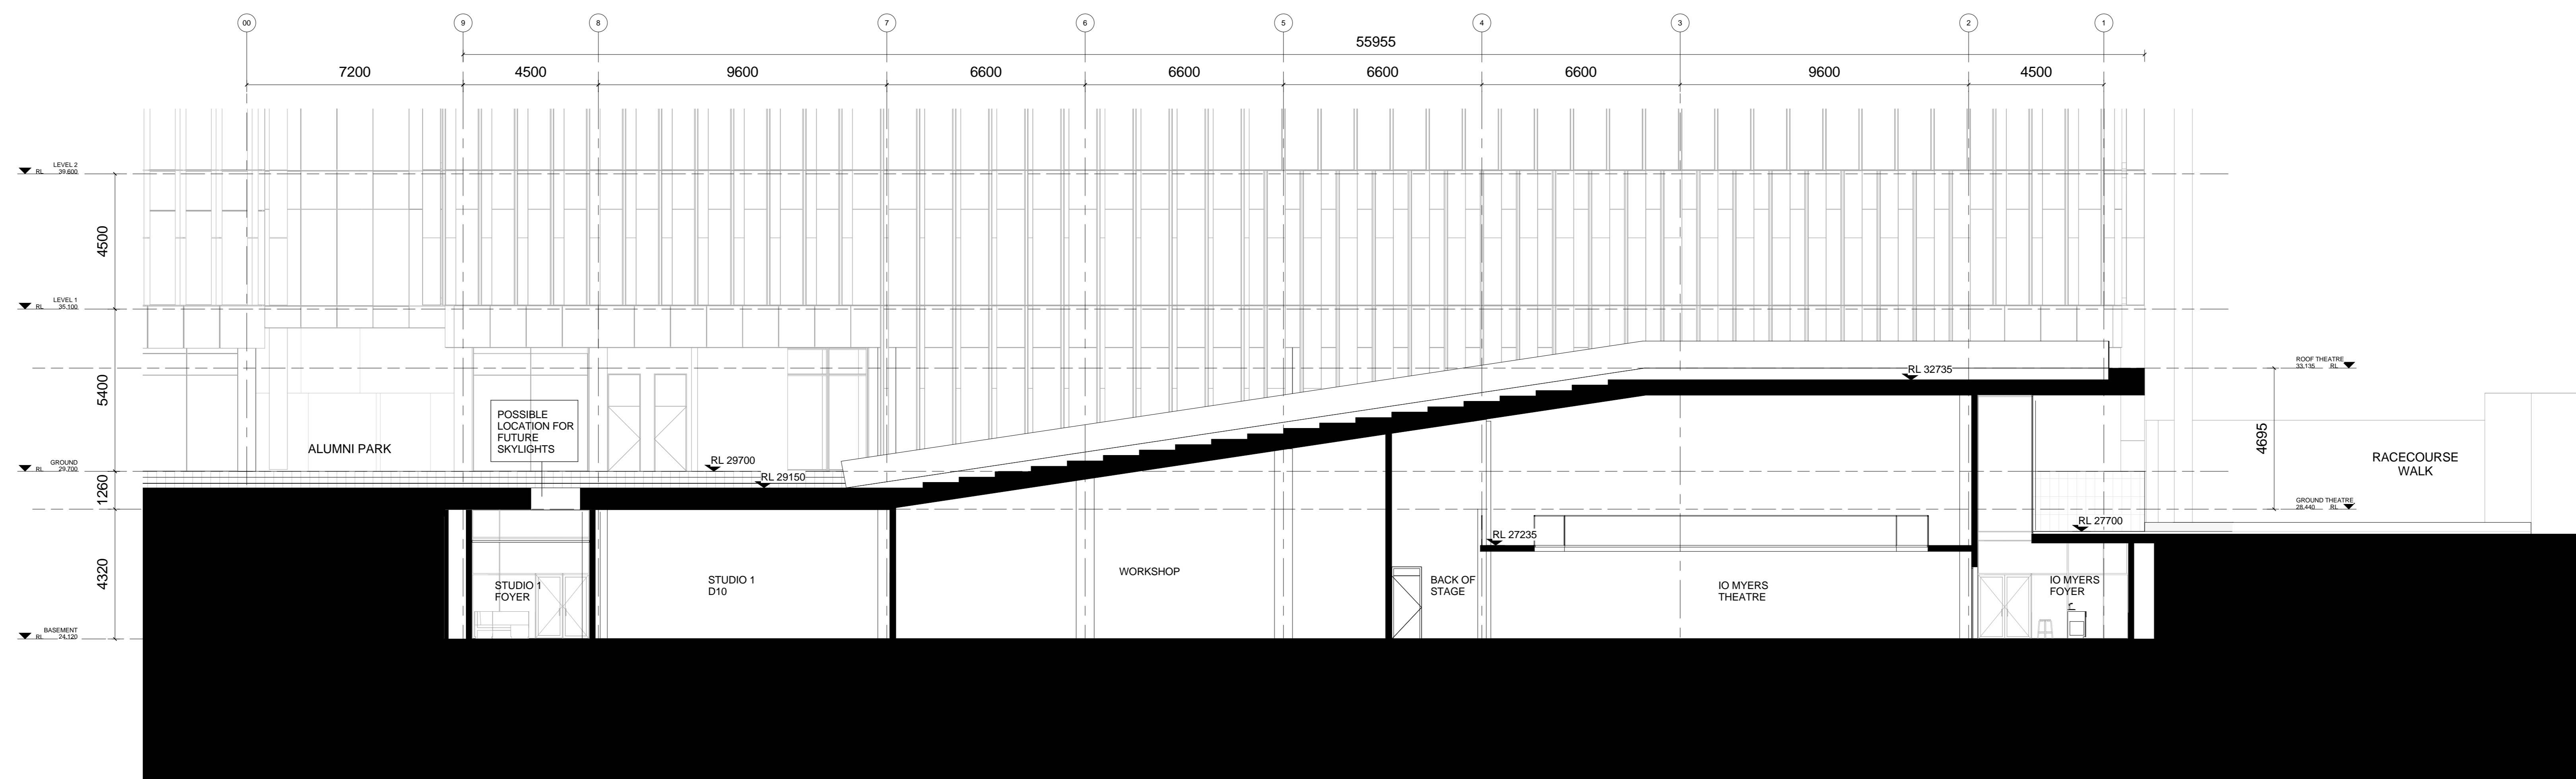 00
9
8
7
6
5
4
3
2
1
55955
7200
4500
9600
6600
6600
6600
6600
9600
4500
LEVEL 2
RL 39,600
4500
LEVEL 1
RL 35,100
5400
ROOF THEATRE
33,135 RL
RL 32735
POSSIBLE
LOCATION FOR
FUTURE
SKYLIGHTS
ALUMNI PARK
4695
RACECOURSE
WALK
GROUND
RL 29,700
RL 29700
RL 29150
1260
GROUND THEATRE
28,440 RL
RL 27700
RL 27235
4320
STUDIO 1
FOYER
STUDIO 1
D10
WORKSHOP
BACK OF
STAGE
IO MYERS
THEATRE
IO MYERS
FOYER
BASEMENT
RL 24,120